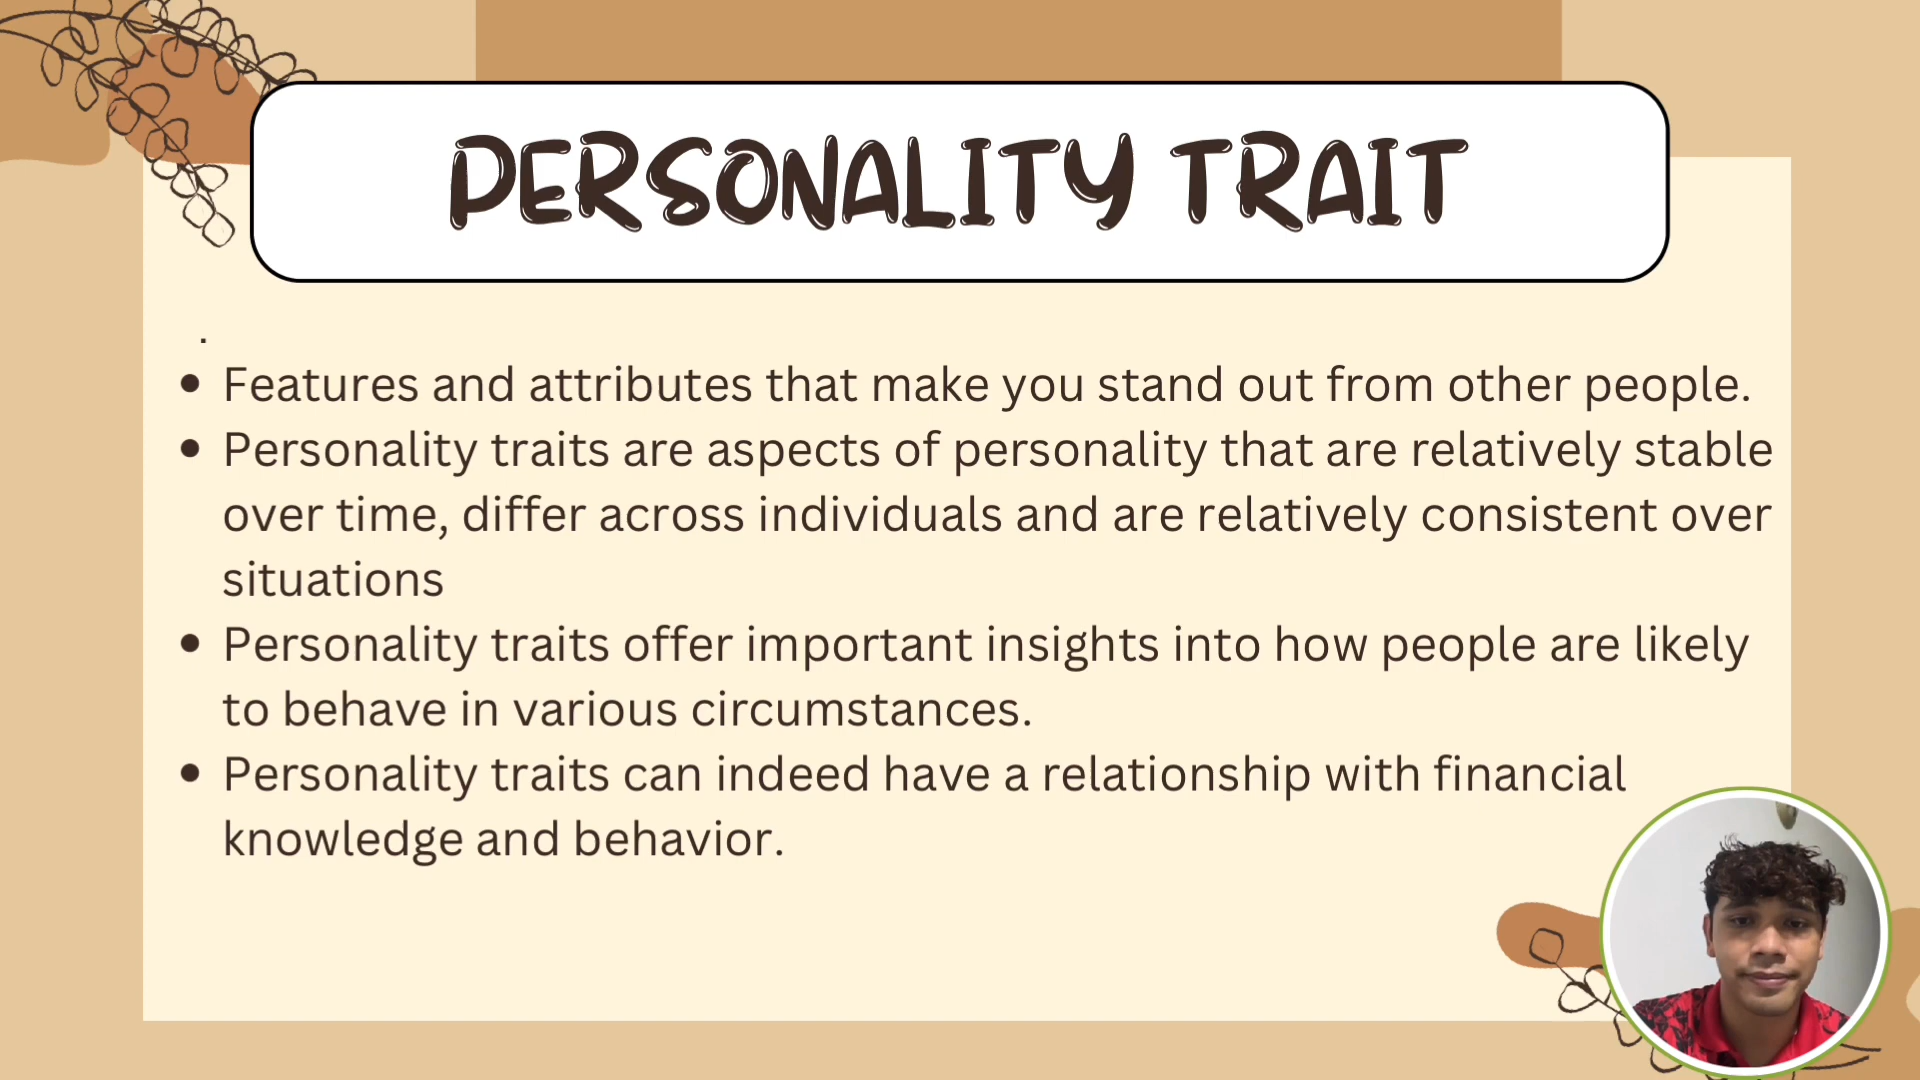 PERSONALITY TRAIT
.
• Features and attributes that make you stand out from other people.
• Personality traits are aspects of personality that are relatively stable
over time, differ across individuals and are relatively consistent over
situations
• Personality traits offer important insights into how people are likely
to behave in various circumstances.
• Personality traits can indeed have a relationship with financial
knowledge and behavior.